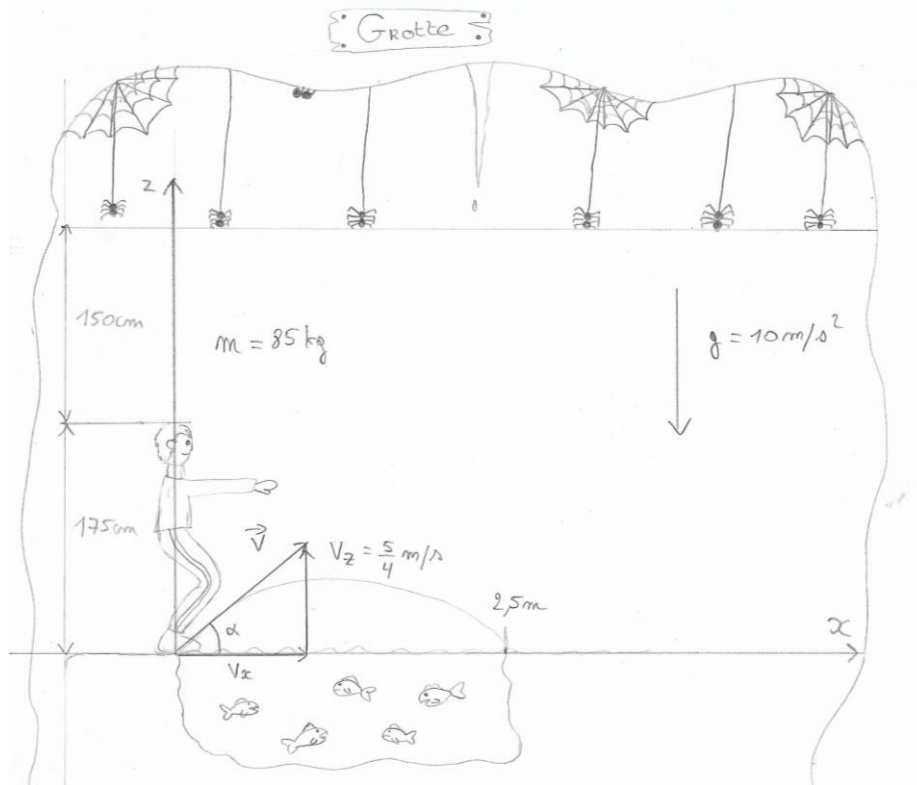 Grotte
z
150cm
m = 85 kg
g = 10 m/s²
175cm
V⃗
Vz = 5/4 m/s
α
2,5m
x
Vx